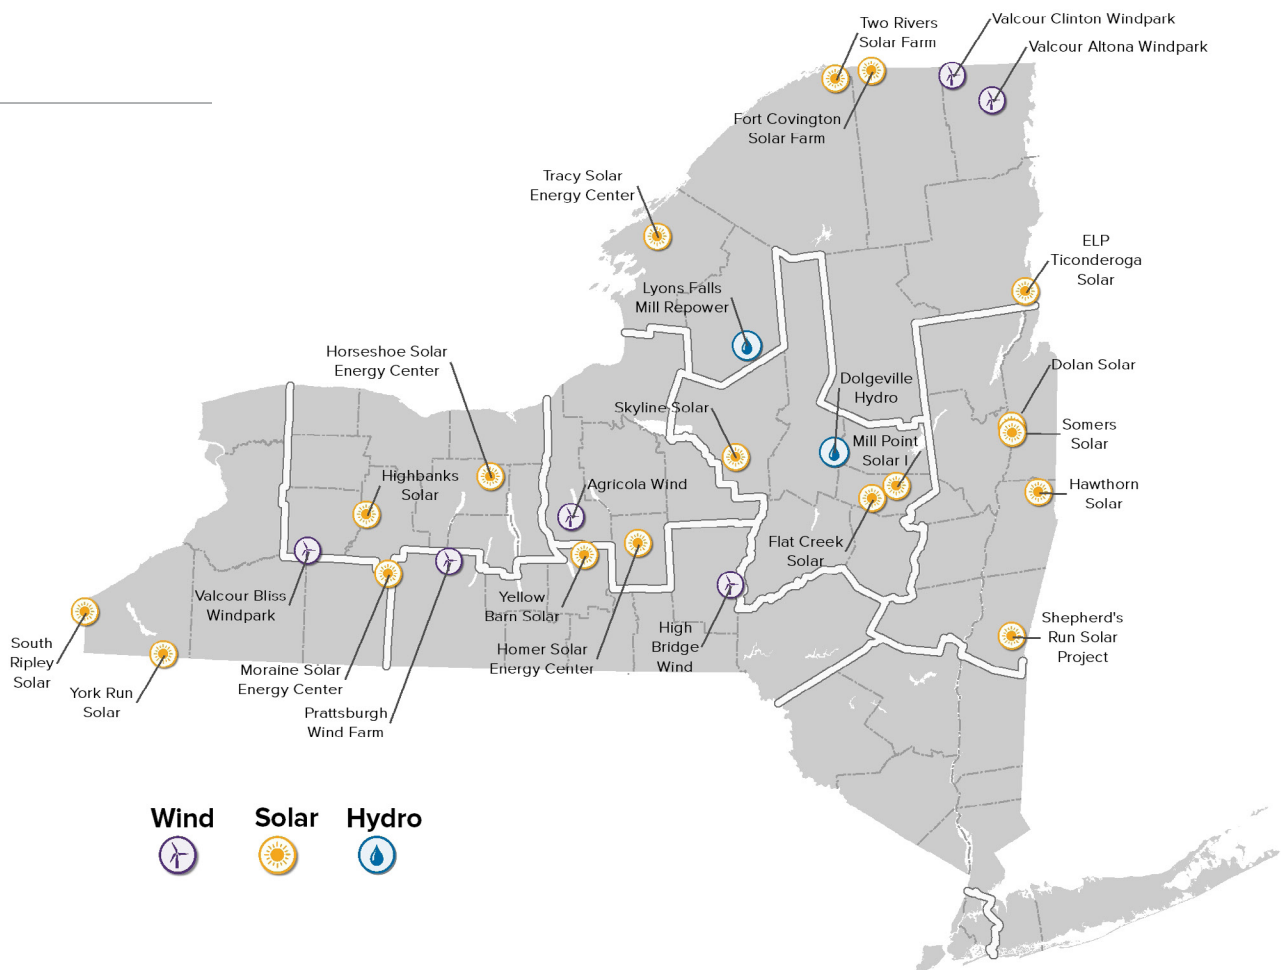 Two Rivers
Solar Farm
Valcour Clinton Windpark
Valcour Altona Windpark
Fort Covington
Solar Farm
Tracy Solar
Energy Center
ELP
Ticonderoga
Solar
Lyons Falls
Mill Repower
Horseshoe Solar
Energy Center
Dolan Solar
Dolgeville
Hydro
Skyline Solar
Somers
Solar
Mill Point
Solar I
Highbanks
Solar
Agricola Wind
Hawthorn
Solar
Flat Creek
Solar
Valcour Bliss
Windpark
Yellow
Barn Solar
High
Bridge
Wind
Shepherd's
Run Solar
Project
South
Ripley
Solar
Homer Solar
Energy Center
Moraine Solar
Energy Center
York Run
Solar
Prattsburgh
Wind Farm
Wind Solar Hydro